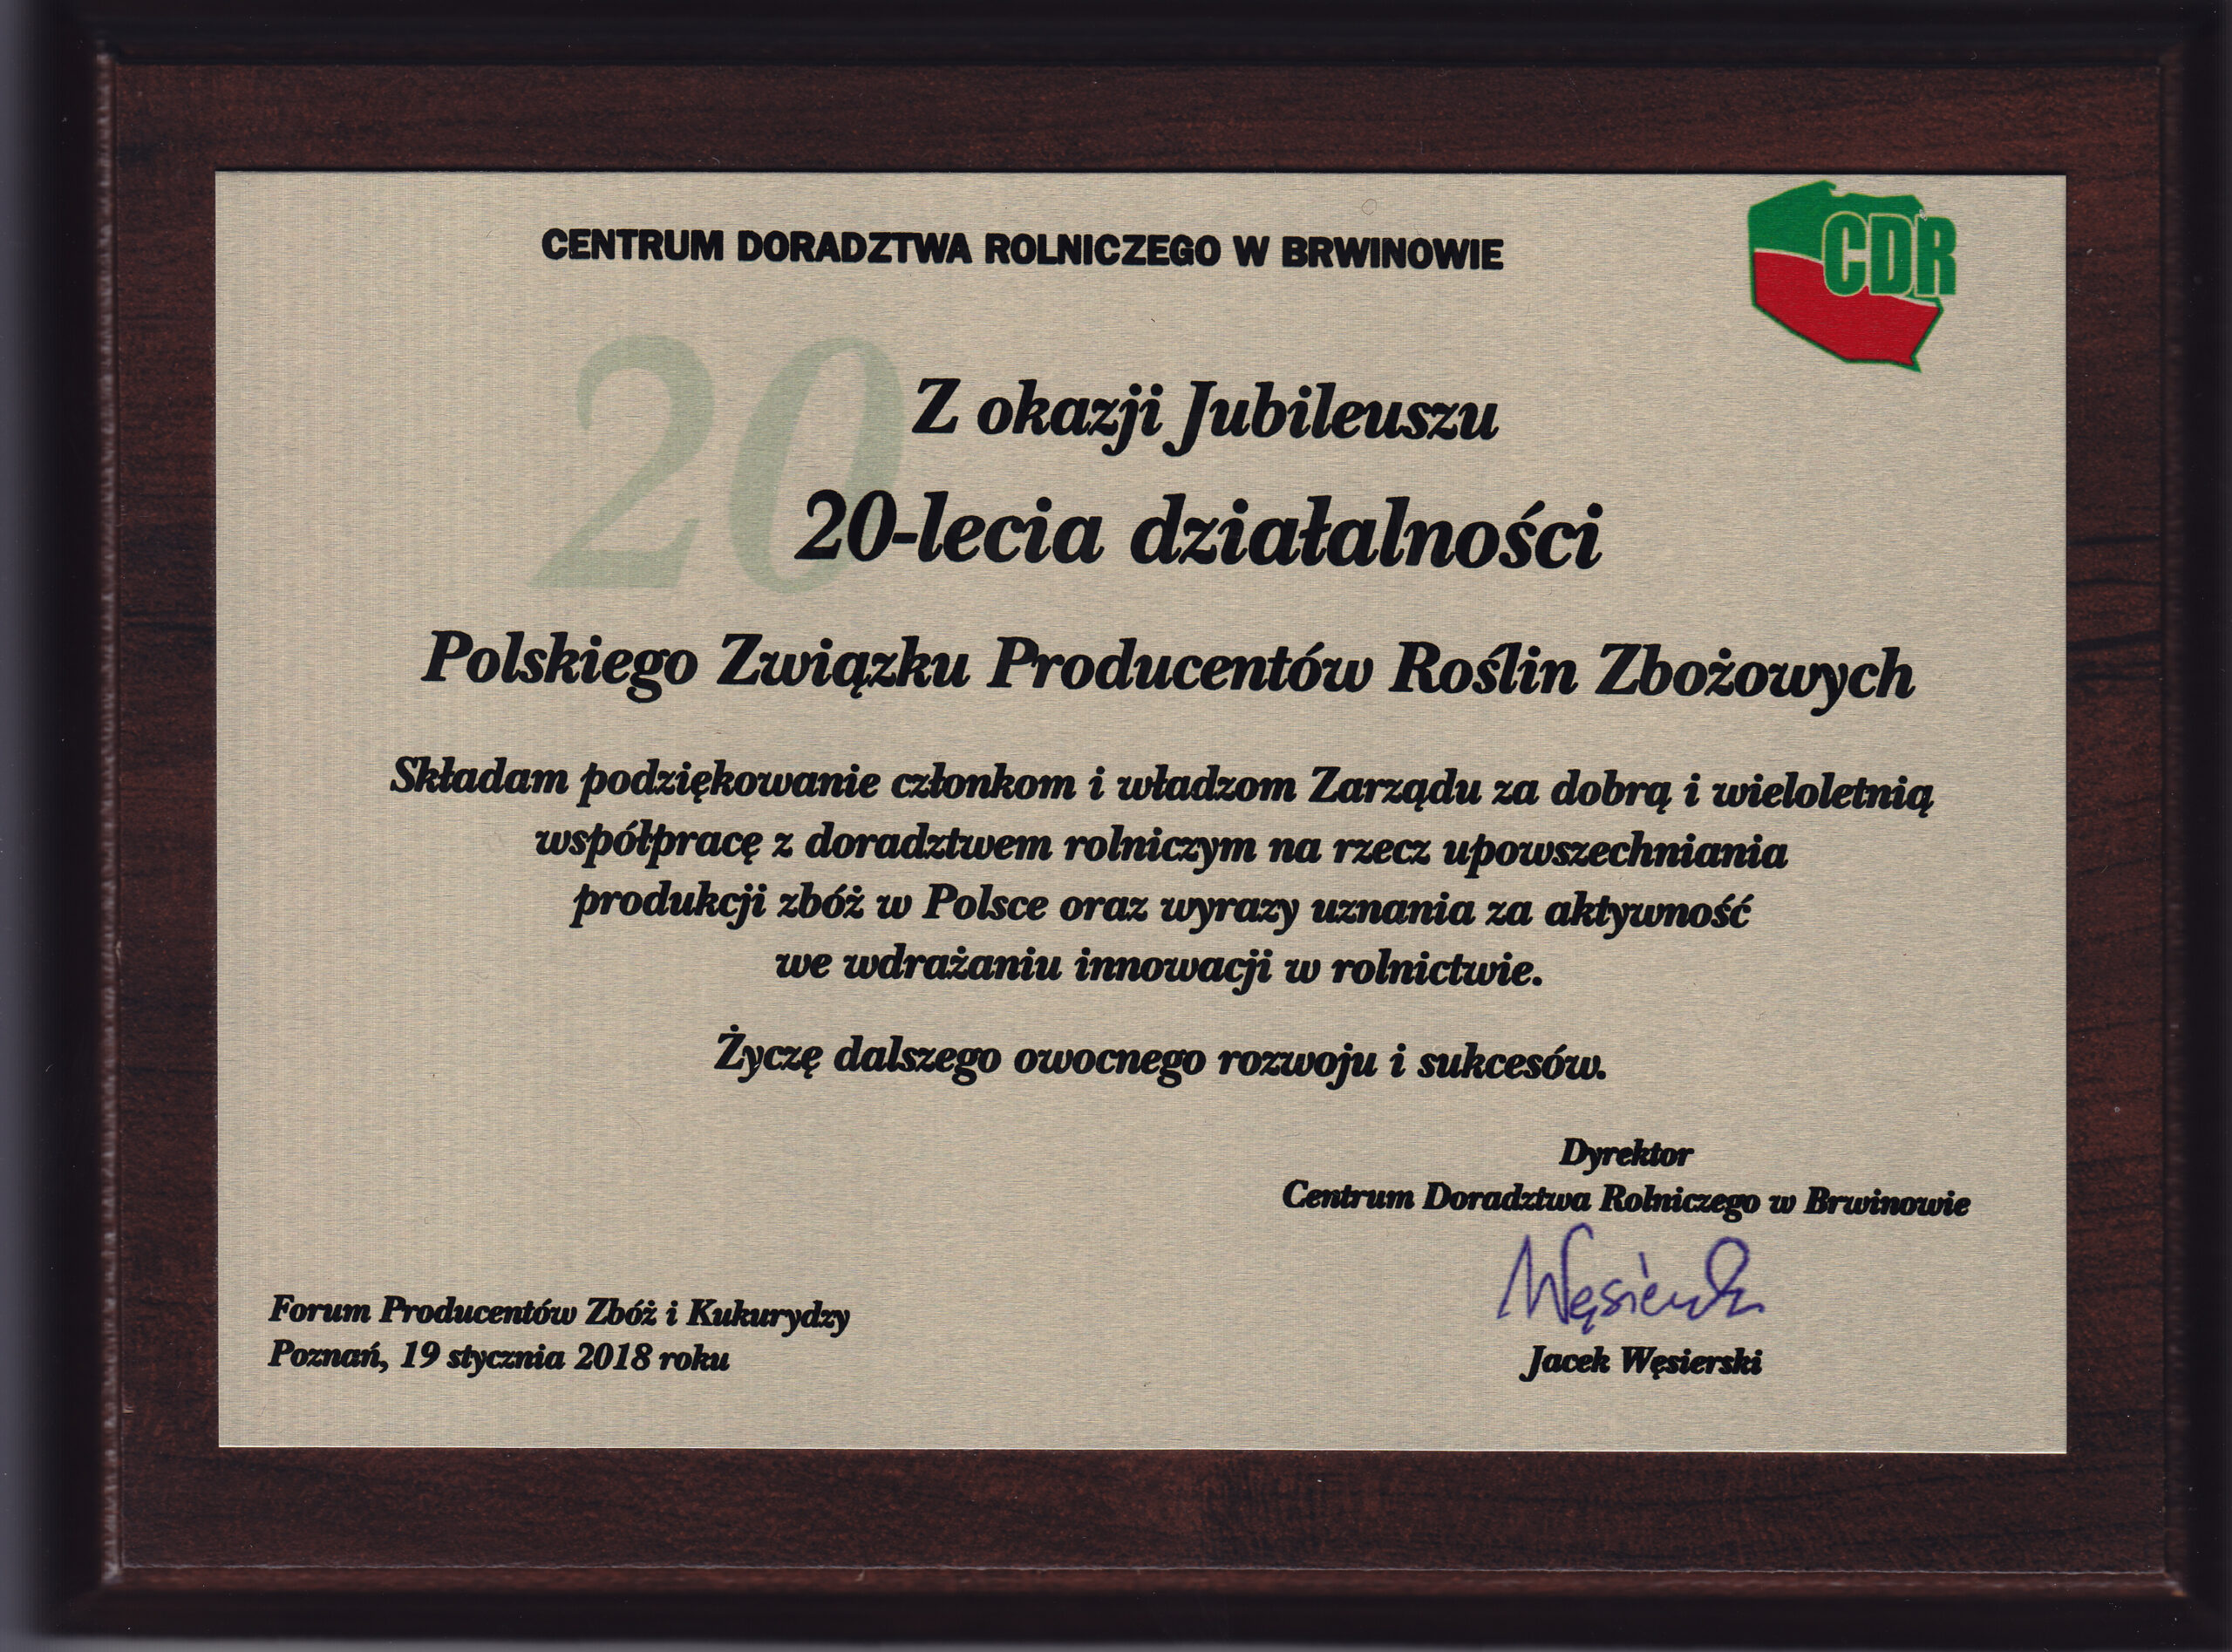 CENTRUM DORADZTWA ROLNICZEGO W BRWINOWIE
CDR
20
Z okazji Jubileuszu
20-lecia działalności
Polskiego Związku Producentów Roślin Zbożowych
Składam podziękowanie członkom i władzom Zarządu za dobrą i wieloletnią
współpracę z doradztwem rolniczym na rzecz upowszechniania
produkcji zbóż w Polsce oraz wyrazy uznania za aktywność
we wdrażaniu innowacji w rolnictwie.
Życzę dalszego owocnego rozwoju i sukcesów.
Dyrektor
Centrum Doradztwa Rolniczego w Brwinowie
Jacek Węsierski
Forum Producentów Zbóż i Kukurydzy
Poznań, 19 stycznia 2018 roku